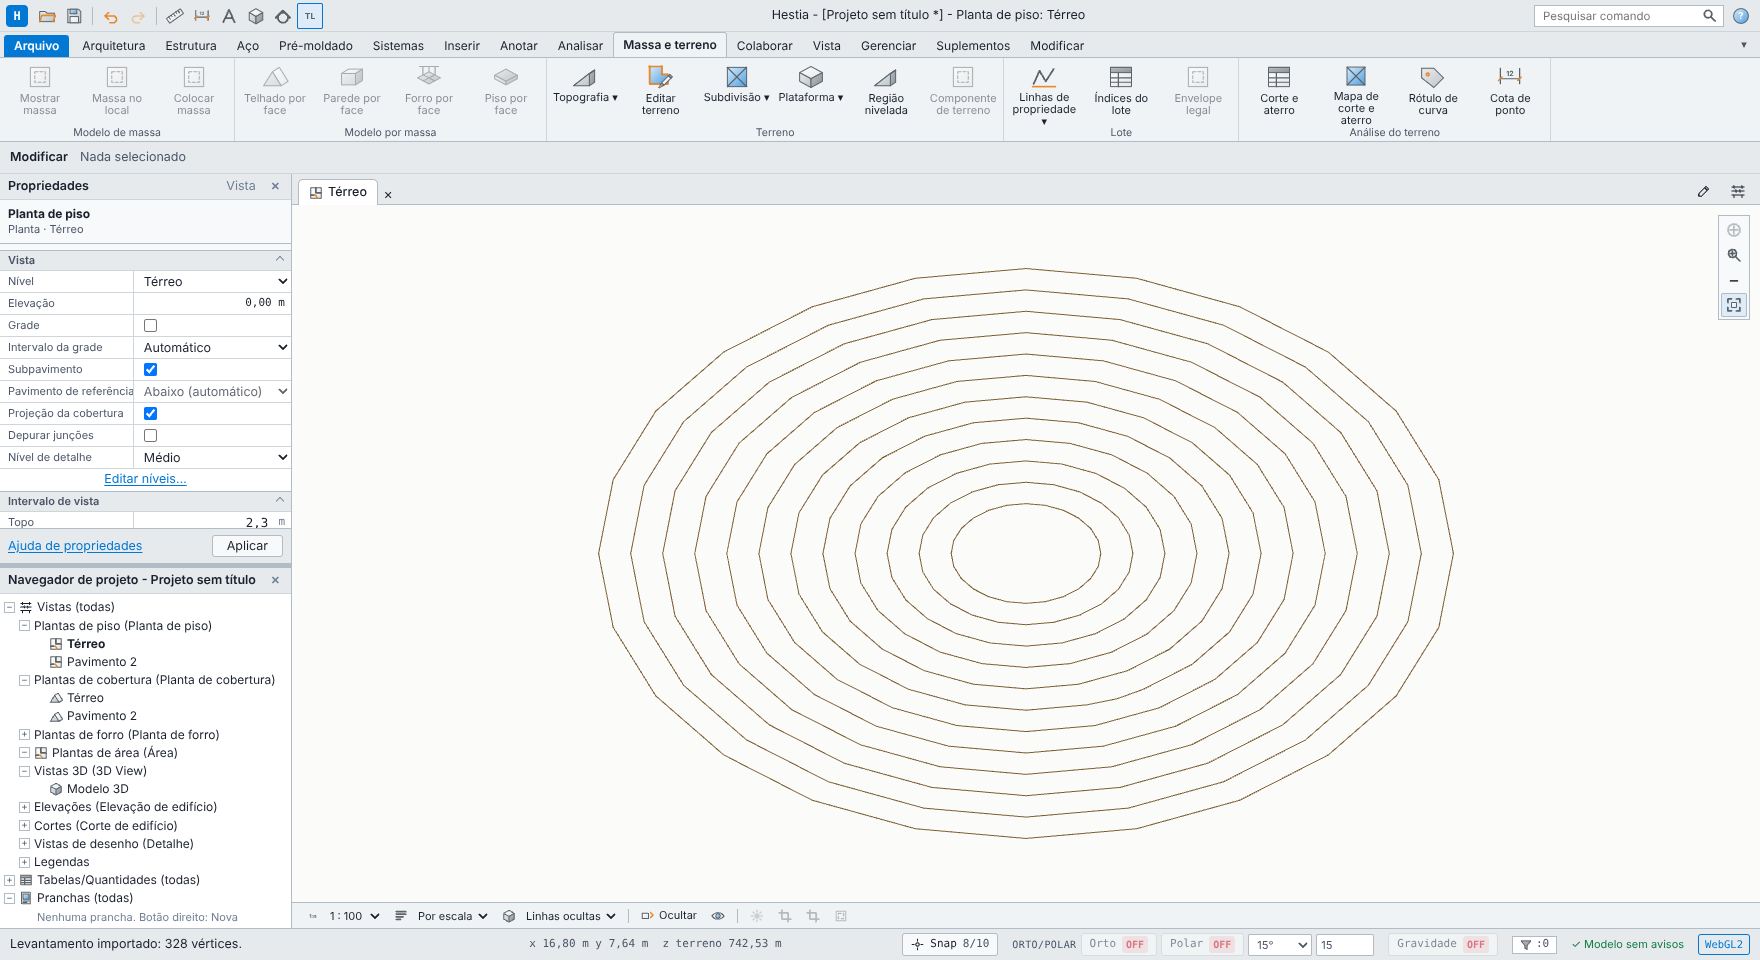 H
TL
Hestia - [Projeto sem título *] - Planta de piso: Térreo
Pesquisar comando
?
Arquivo Arquitetura Estrutura Aço Pré-moldado Sistemas Inserir Anotar Analisar Massa e terreno Colaborar Vista Gerenciar Suplementos Modificar
Mostrar massa
Massa no local
Colocar massa
Modelo de massa
Telhado por face
Parede por face
Forro por face
Piso por face
Modelo por massa
Topografia ▾
Editar terreno
Subdivisão ▾
Plataforma ▾
Região nivelada
Componente de terreno
Terreno
Linhas de propriedade ▾
Índices do lote
Envelope legal
Lote
Corte e aterro
Mapa de corte e aterro
Rótulo de curva
12
Cota de ponto
Análise do terreno
Modificar Nada selecionado
Propriedades Vista ×
Planta de piso
Planta · Térreo
Vista
Nível Térreo
Elevação 0,00 m
Grade
Intervalo da grade Automático
Subpavimento
Pavimento de referência Abaixo (automático)
Projeção da cobertura
Depurar junções
Nível de detalhe Médio
Editar níveis...
Intervalo de vista
Topo 2,3 m
Ajuda de propriedades Aplicar
Navegador de projeto - Projeto sem título ×
Vistas (todas)
Plantas de piso (Planta de piso)
Térreo
Pavimento 2
Plantas de cobertura (Planta de cobertura)
Térreo
Pavimento 2
Plantas de forro (Planta de forro)
Plantas de área (Área)
Vistas 3D (3D View)
Modelo 3D
Elevações (Elevação de edifício)
Cortes (Corte de edifício)
Vistas de desenho (Detalhe)
Legendas
Tabelas/Quantidades (todas)
Pranchas (todas)
Nenhuma prancha. Botão direito: Nova
Térreo ×
1 : 100 Por escala Linhas ocultas Ocultar
Levantamento importado: 328 vértices.
x 16,80 m y 7,64 m z terreno 742,53 m
Snap 8/10 ORTO/POLAR Orto OFF Polar OFF 15° 15 Gravidade OFF :0 ✓ Modelo sem avisos WebGL2